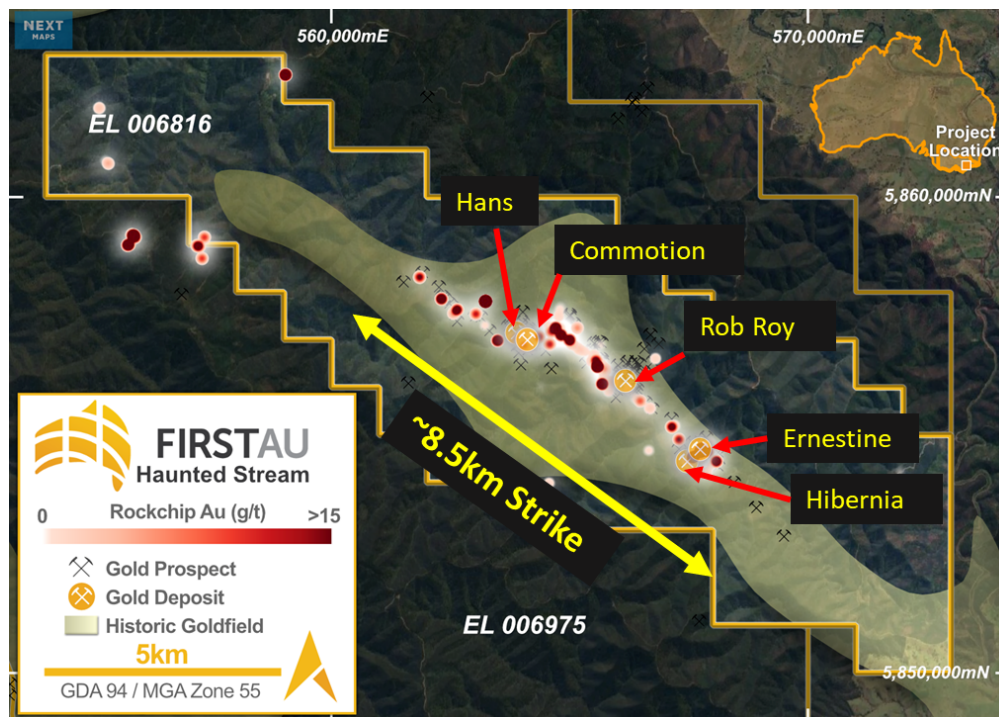 NEXT
MAPS
560,000mE
570,000mE
EL 006816
Project
Location
5,860,000mN
Hans
Commotion
Rob Roy
Ernestine
Hibernia
~8.5km Strike
FIRSTAU
Haunted Stream
Rockchip Au (g/t)
0
>15
Gold Prospect
Gold Deposit
Historic Goldfield
5km
GDA 94 / MGA Zone 55
EL 006975
5,850,000mN